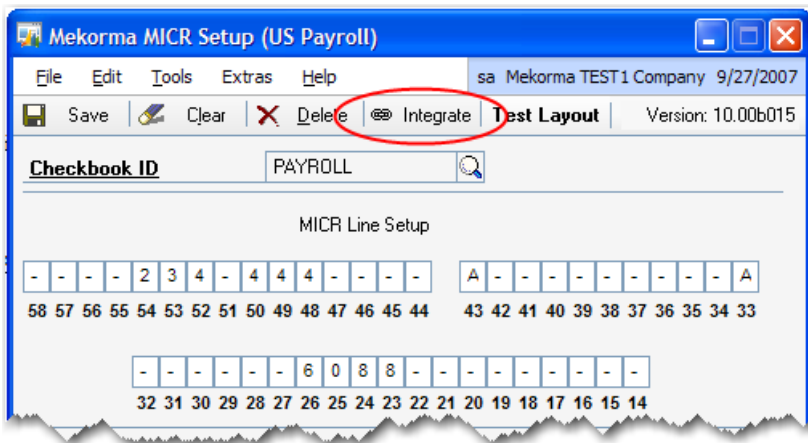 Mekorma MICR Setup (US Payroll)
File Edit Tools Extras Help sa Mekorma TEST1 Company 9/27/2007
Save Clear Delete Integrate Test Layout Version: 10.00b015
Checkbook ID PAYROLL
MICR Line Setup
- - - - 2 3 4 - 4 4 4 - - - - A - - - - - - - - - A
58 57 56 55 54 53 52 51 50 49 48 47 46 45 44 43 42 41 40 39 38 37 36 35 34 33
- - - - - - 6 0 8 8 - - - - - - - - -
32 31 30 29 28 27 26 25 24 23 22 21 20 19 18 17 16 15 14